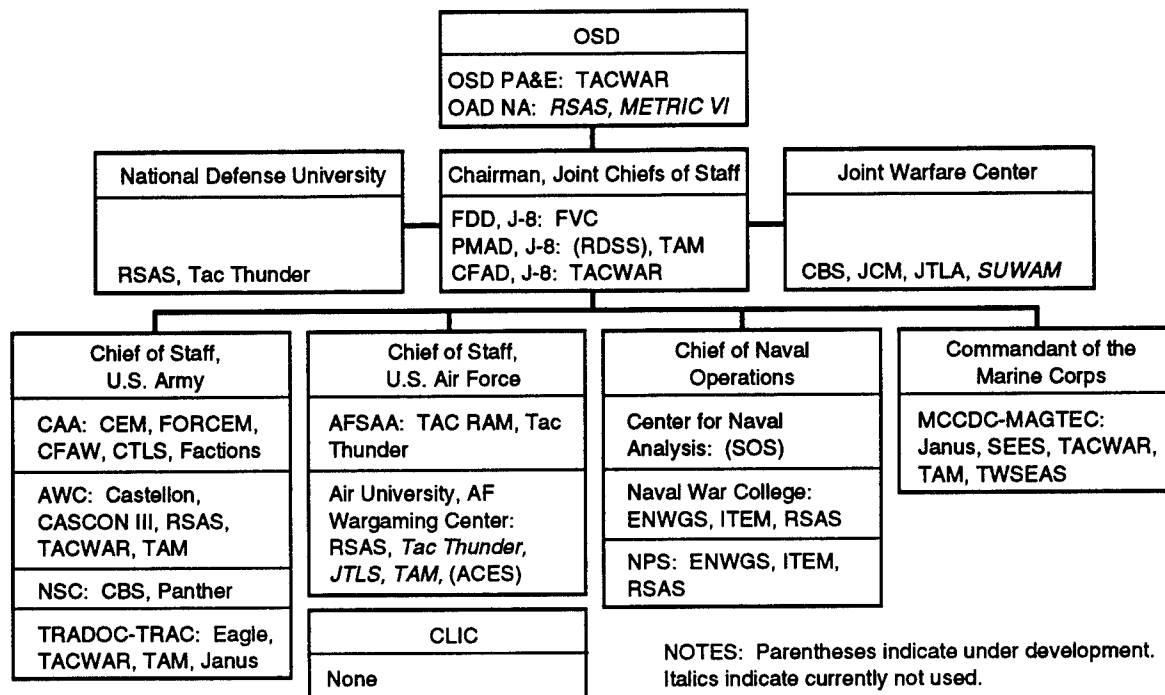 OSD
OSD PA&E: TACWAR
OAD NA: RSAS, METRIC VI
National Defense University
RSAS, Tac Thunder
Chairman, Joint Chiefs of Staff
FDD, J-8: FVC
PMAD, J-8: (RDSS), TAM
CFAD, J-8: TACWAR
Joint Warfare Center
CBS, JCM, JTLA, SUWAM
Chief of Staff,
U.S. Army
CAA: CEM, FORCEM,
CFAW, CTLS, Factions
AWC: Castellon,
CASCON III, RSAS,
TACWAR, TAM
NSC: CBS, Panther
TRADOC-TRAC: Eagle,
TACWAR, TAM, Janus
Chief of Staff,
U.S. Air Force
AFSAA: TAC RAM, Tac
Thunder
Air University, AF
Wargaming Center:
RSAS, Tac Thunder,
JTLS, TAM, (ACES)
CLIC
None
Chief of Naval
Operations
Center for Naval
Analysis: (SOS)
Naval War College:
ENWGS, ITEM, RSAS
NPS: ENWGS, ITEM,
RSAS
Commandant of the
Marine Corps
MCCDC-MAGTEC:
Janus, SEES, TACWAR,
TAM, TWSEAS
NOTES: Parentheses indicate under development.
Italics indicate currently not used.